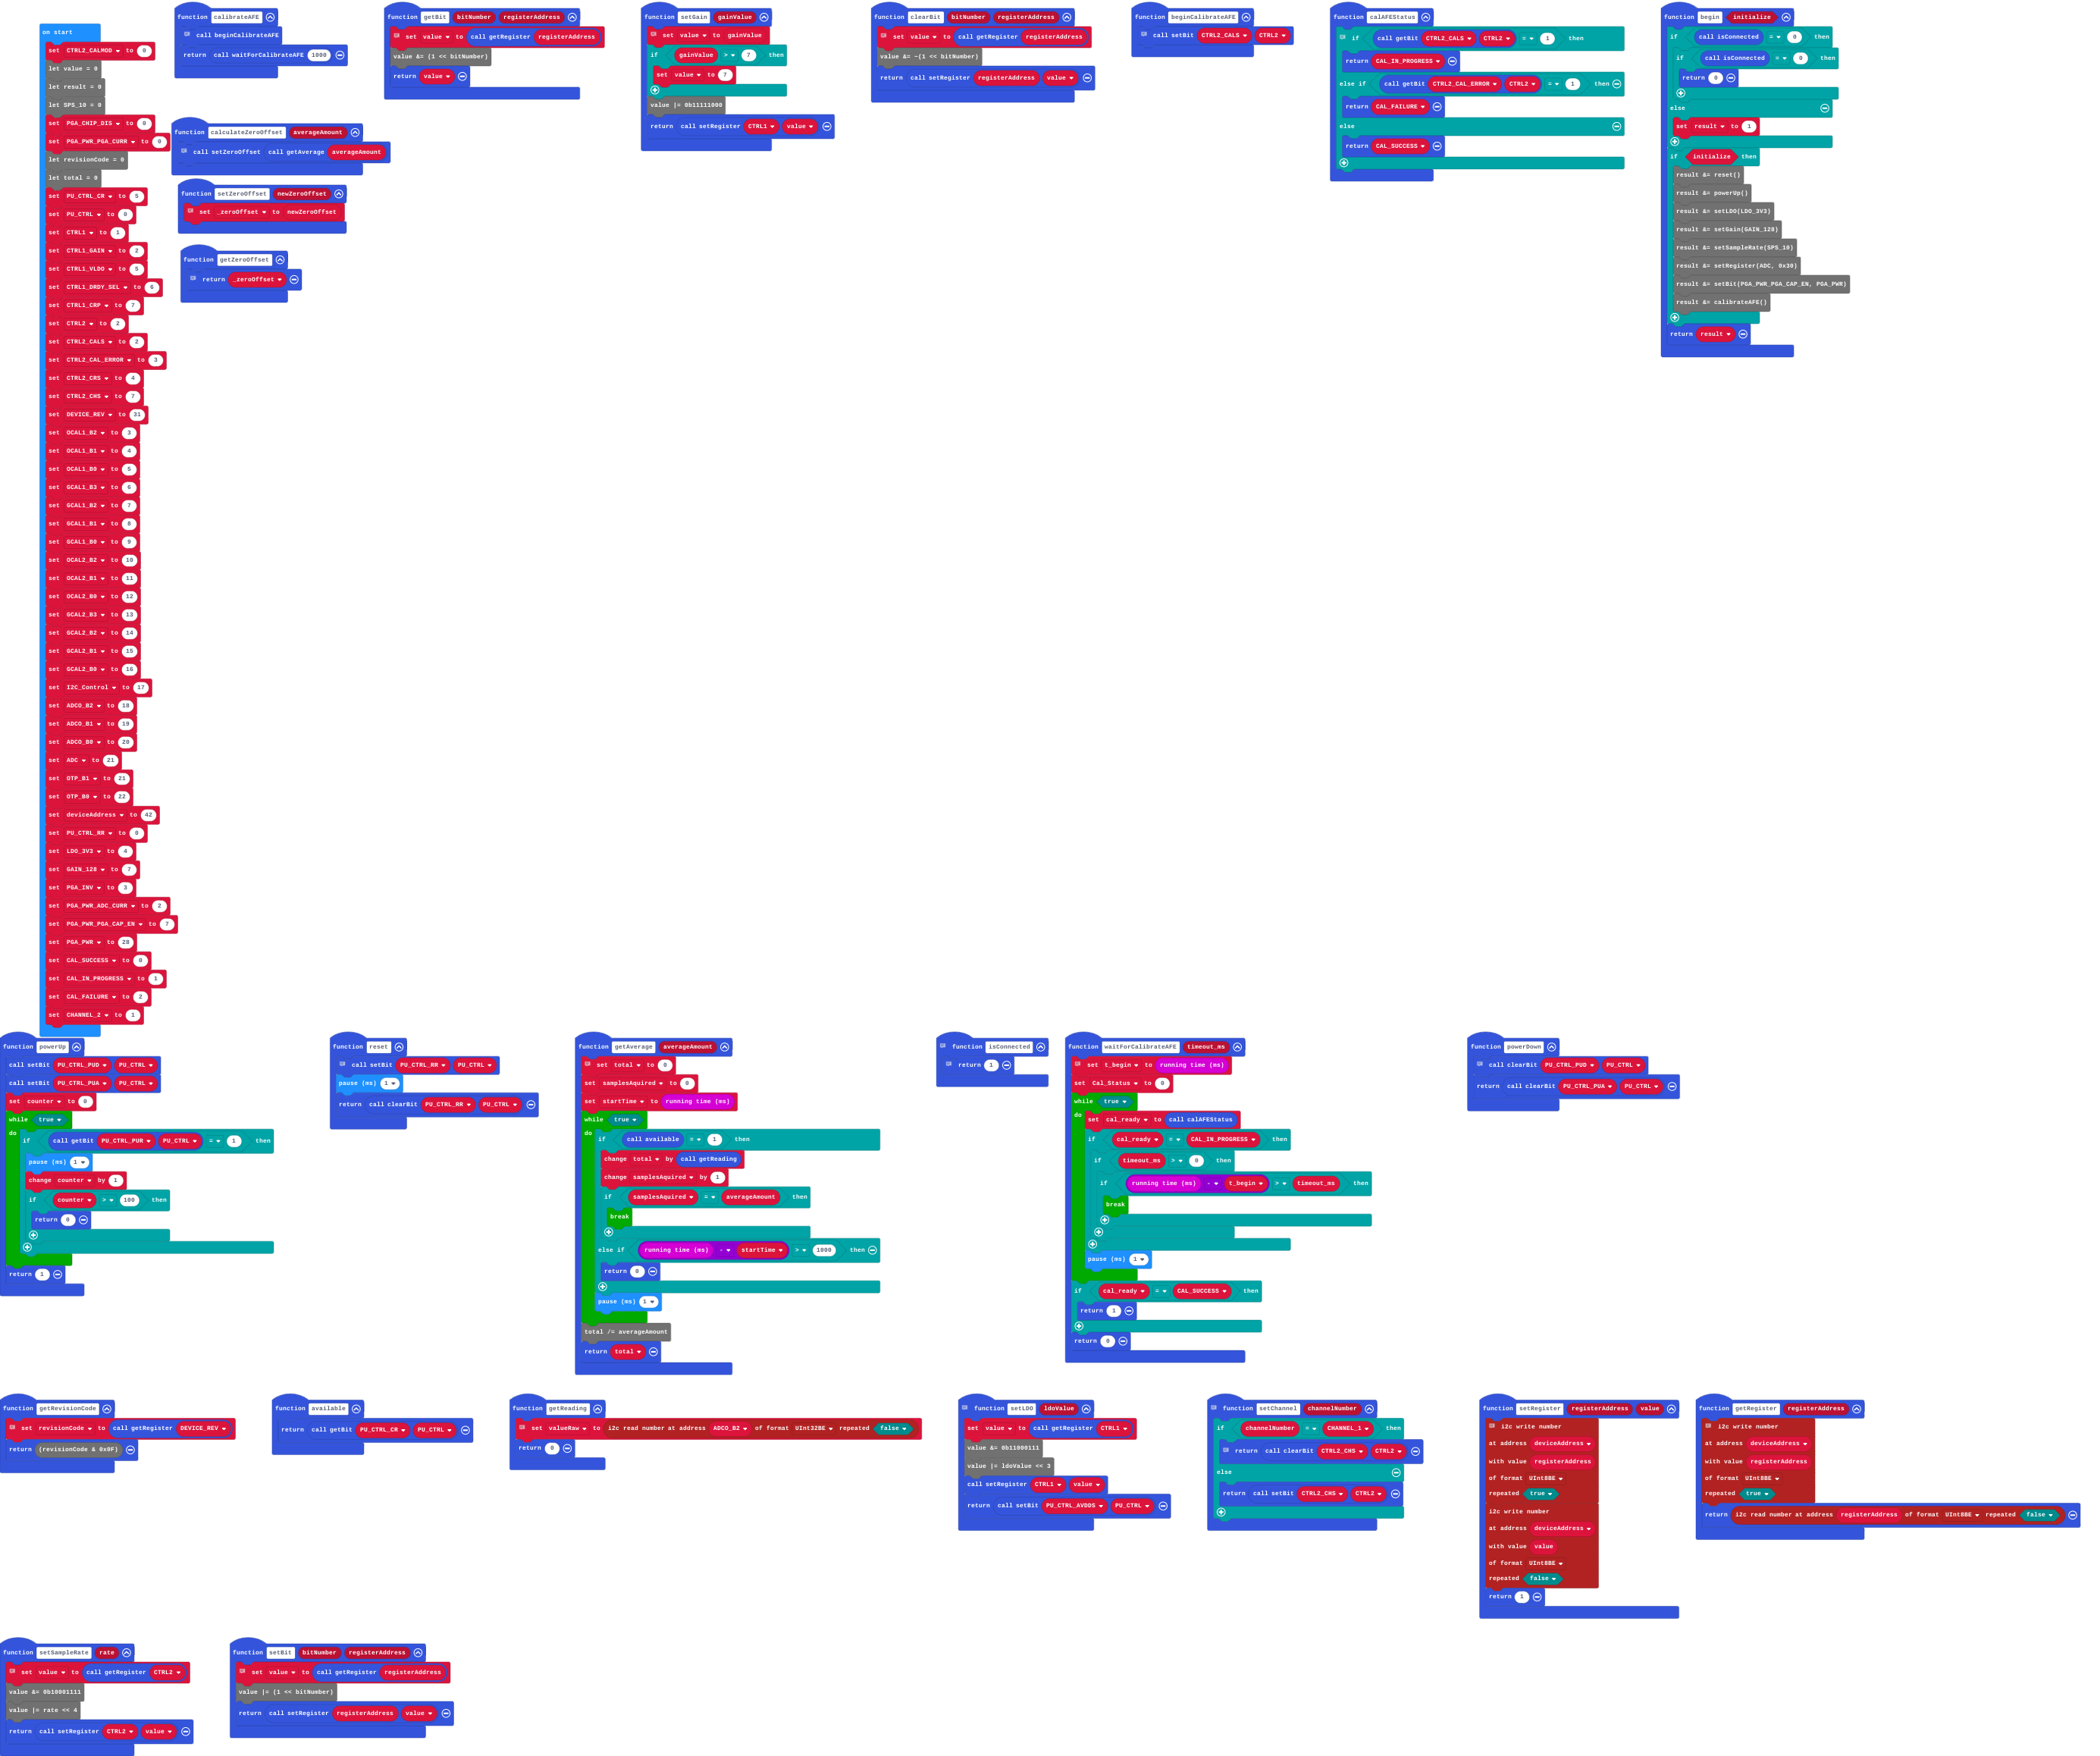 on start
set CTRL2_CALMOD to 0
let value = 0
let result = 0
let SPS_10 = 0
set PGA_CHIP_DIS to 0
set PGA_PWR_PGA_CURR to 0
let revisionCode = 0
let total = 0
set PU_CTRL_CR to 5
set PU_CTRL to 0
set CTRL1 to 1
set CTRL1_GAIN to 2
set CTRL1_VLDO to 5
set CTRL1_DRDY_SEL to 6
set CTRL1_CRP to 7
set CTRL2 to 2
set CTRL2_CALS to 2
set CTRL2_CAL_ERROR to 3
set CTRL2_CRS to 4
set CTRL2_CHS to 7
set DEVICE_REV to 31
set OCAL1_B2 to 3
set OCAL1_B1 to 4
set OCAL1_B0 to 5
set GCAL1_B3 to 6
set GCAL1_B2 to 7
set GCAL1_B1 to 8
set GCAL1_B0 to 9
set OCAL2_B2 to 10
set OCAL2_B1 to 11
set OCAL2_B0 to 12
set GCAL2_B3 to 13
set GCAL2_B2 to 14
set GCAL2_B1 to 15
set GCAL2_B0 to 16
set I2C_Control to 17
set ADCO_B2 to 18
set ADCO_B1 to 19
set ADCO_B0 to 20
set ADC to 21
set OTP_B1 to 21
set OTP_B0 to 22
set deviceAddress to 42
set PU_CTRL_RR to 0
set LDO_3V3 to 4
set GAIN_128 to 7
set PGA_INV to 3
set PGA_PWR_ADC_CURR to 2
set PGA_PWR_PGA_CAP_EN to 7
set PGA_PWR to 28
set CAL_SUCCESS to 0
set CAL_IN_PROGRESS to 1
set CAL_FAILURE to 2
set CHANNEL_2 to 1
function calibrateAFE
call beginCalibrateAFE
return call waitForCalibrateAFE 1000
function calculateZeroOffset averageAmount
call setZeroOffset call getAverage averageAmount
function setZeroOffset newZeroOffset
set _zeroOffset to newZeroOffset
function getZeroOffset
return _zeroOffset
function getBit bitNumber registerAddress
set value to call getRegister registerAddress
value &= (1 << bitNumber)
return value
function setGain gainValue
set value to gainValue
if gainValue > 7 then
set value to 7
value |= 0b11111000
return call setRegister CTRL1 value
function clearBit bitNumber registerAddress
set value to call getRegister registerAddress
value &= ~(1 << bitNumber)
return call setRegister registerAddress value
function beginCalibrateAFE
call setBit CTRL2_CALS CTRL2
function calAFEStatus
if call getBit CTRL2_CALS CTRL2 = 1 then
return CAL_IN_PROGRESS
else if call getBit CTRL2_CAL_ERROR CTRL2 = 1 then
return CAL_FAILURE
else
return CAL_SUCCESS
function begin initialize
if call isConnected = 0 then
if call isConnected = 0 then
return 0
else
set result to 1
if initialize then
result &= reset()
result &= powerUp()
result &= setLDO(LDO_3V3)
result &= setGain(GAIN_128)
result &= setSampleRate(SPS_10)
result &= setRegister(ADC, 0x30)
result &= setBit(PGA_PWR_PGA_CAP_EN, PGA_PWR)
result &= calibrateAFE()
return result
function powerUp
call setBit PU_CTRL_PUD PU_CTRL
call setBit PU_CTRL_PUA PU_CTRL
set counter to 0
while true
do if call getBit PU_CTRL_PUR PU_CTRL = 1 then
pause (ms) 1
change counter by 1
if counter > 100 then
return 0
return 1
function reset
call setBit PU_CTRL_RR PU_CTRL
pause (ms) 1
return call clearBit PU_CTRL_RR PU_CTRL
function getAverage averageAmount
set total to 0
set samplesAquired to 0
set startTime to running time (ms)
while true
do if call available = 1 then
change total by call getReading
change samplesAquired by 1
if samplesAquired = averageAmount then
break
else if running time (ms) - startTime > 1000 then
return 0
pause (ms) 1
total /= averageAmount
return total
function isConnected
return 1
function waitForCalibrateAFE timeout_ms
set t_begin to running time (ms)
set Cal_Status to 0
while true
do set cal_ready to call calAFEStatus
if cal_ready = CAL_IN_PROGRESS then
if timeout_ms > 0 then
if running time (ms) - t_begin > timeout_ms then
break
pause (ms) 1
if cal_ready = CAL_SUCCESS then
return 1
return 0
function powerDown
call clearBit PU_CTRL_PUD PU_CTRL
return call clearBit PU_CTRL_PUA PU_CTRL
function getRevisionCode
set revisionCode to call getRegister DEVICE_REV
return (revisionCode & 0x0F)
function available
return call getBit PU_CTRL_CR PU_CTRL
function getReading
set valueRaw to i2c read number at address ADCO_B2 of format UInt32BE repeated false
return 0
function setLDO ldoValue
set value to call getRegister CTRL1
value &= 0b11000111
value |= ldoValue << 3
call setRegister CTRL1 value
return call setBit PU_CTRL_AVDDS PU_CTRL
function setChannel channelNumber
if channelNumber = CHANNEL_1 then
return call clearBit CTRL2_CHS CTRL2
else
return call setBit CTRL2_CHS CTRL2
function setRegister registerAddress value
i2c write number
at address deviceAddress
with value registerAddress
of format UInt8BE
repeated true
i2c write number
at address deviceAddress
with value value
of format UInt8BE
repeated false
return 1
function getRegister registerAddress
i2c write number
at address deviceAddress
with value registerAddress
of format UInt8BE
repeated true
return i2c read number at address registerAddress of format UInt8BE repeated false
function setSampleRate rate
set value to call getRegister CTRL2
value &= 0b10001111
value |= rate << 4
return call setRegister CTRL2 value
function setBit bitNumber registerAddress
set value to call getRegister registerAddress
value |= (1 << bitNumber)
return call setRegister registerAddress value